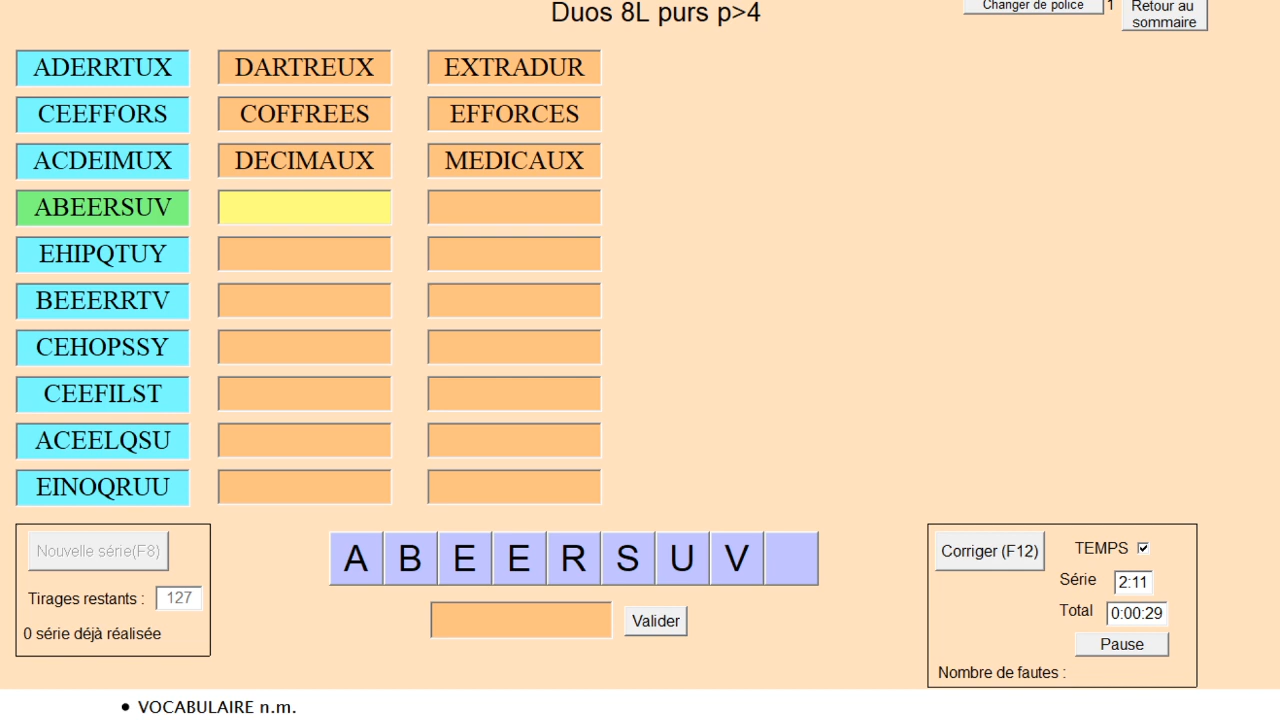 Duos 8L purs p>4
Changer de police
1
Retour au
sommaire
ADERRTUX DARTREUX EXTRADUR
CEEFFORS COFFREES EFFORCES
ACDEIMUX DECIMAUX MEDICAUX
ABEERSUV
EHIPQTUY
BEEERRTV
CEHOPSSY
CEEFILST
ACEELQSU
EINOQRUU
Nouvelle série(F8)
Tirages restants : 127
0 série déjà réalisée
A B E E R S U V
Valider
Corriger (F12)
TEMPS
Série 2:11
Total 0:00:29
Pause
Nombre de fautes :
• VOCABULAIRE n.m.